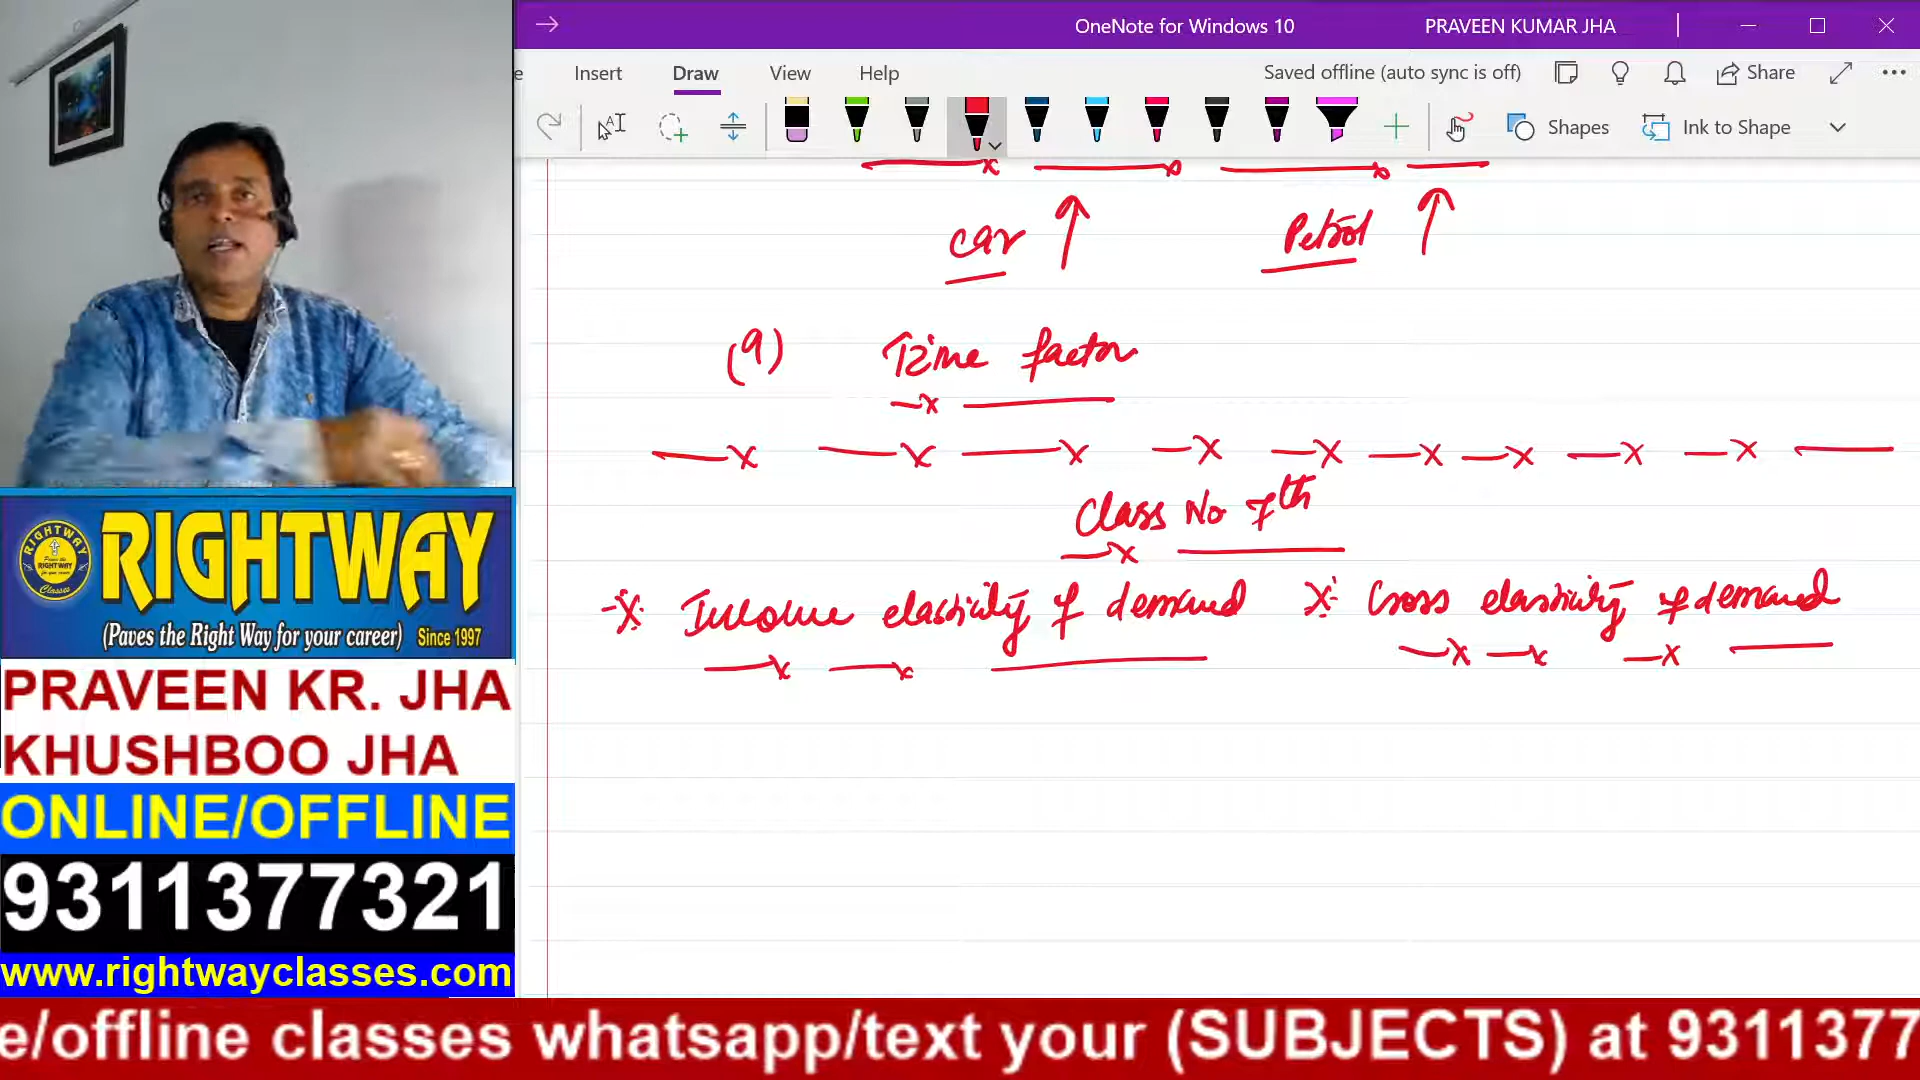 OneNote for Windows 10 PRAVEEN KUMAR JHA
Insert Draw View Help Saved offline (auto sync is off) Share
Shapes Ink to Shape
car Petrol
(9) Time factor
Class No 7th
Income elasticity of demand Cross elasticity of demand
RIGHTWAY
RIGHTWAY
Classes
(Paves the Right Way for your career) Since 1997
PRAVEEN KR. JHA
KHUSHBOO JHA
ONLINE/OFFLINE
9311377321
www.rightwayclasses.com
e/offline classes whatsapp/text your (SUBJECTS) at 9311377